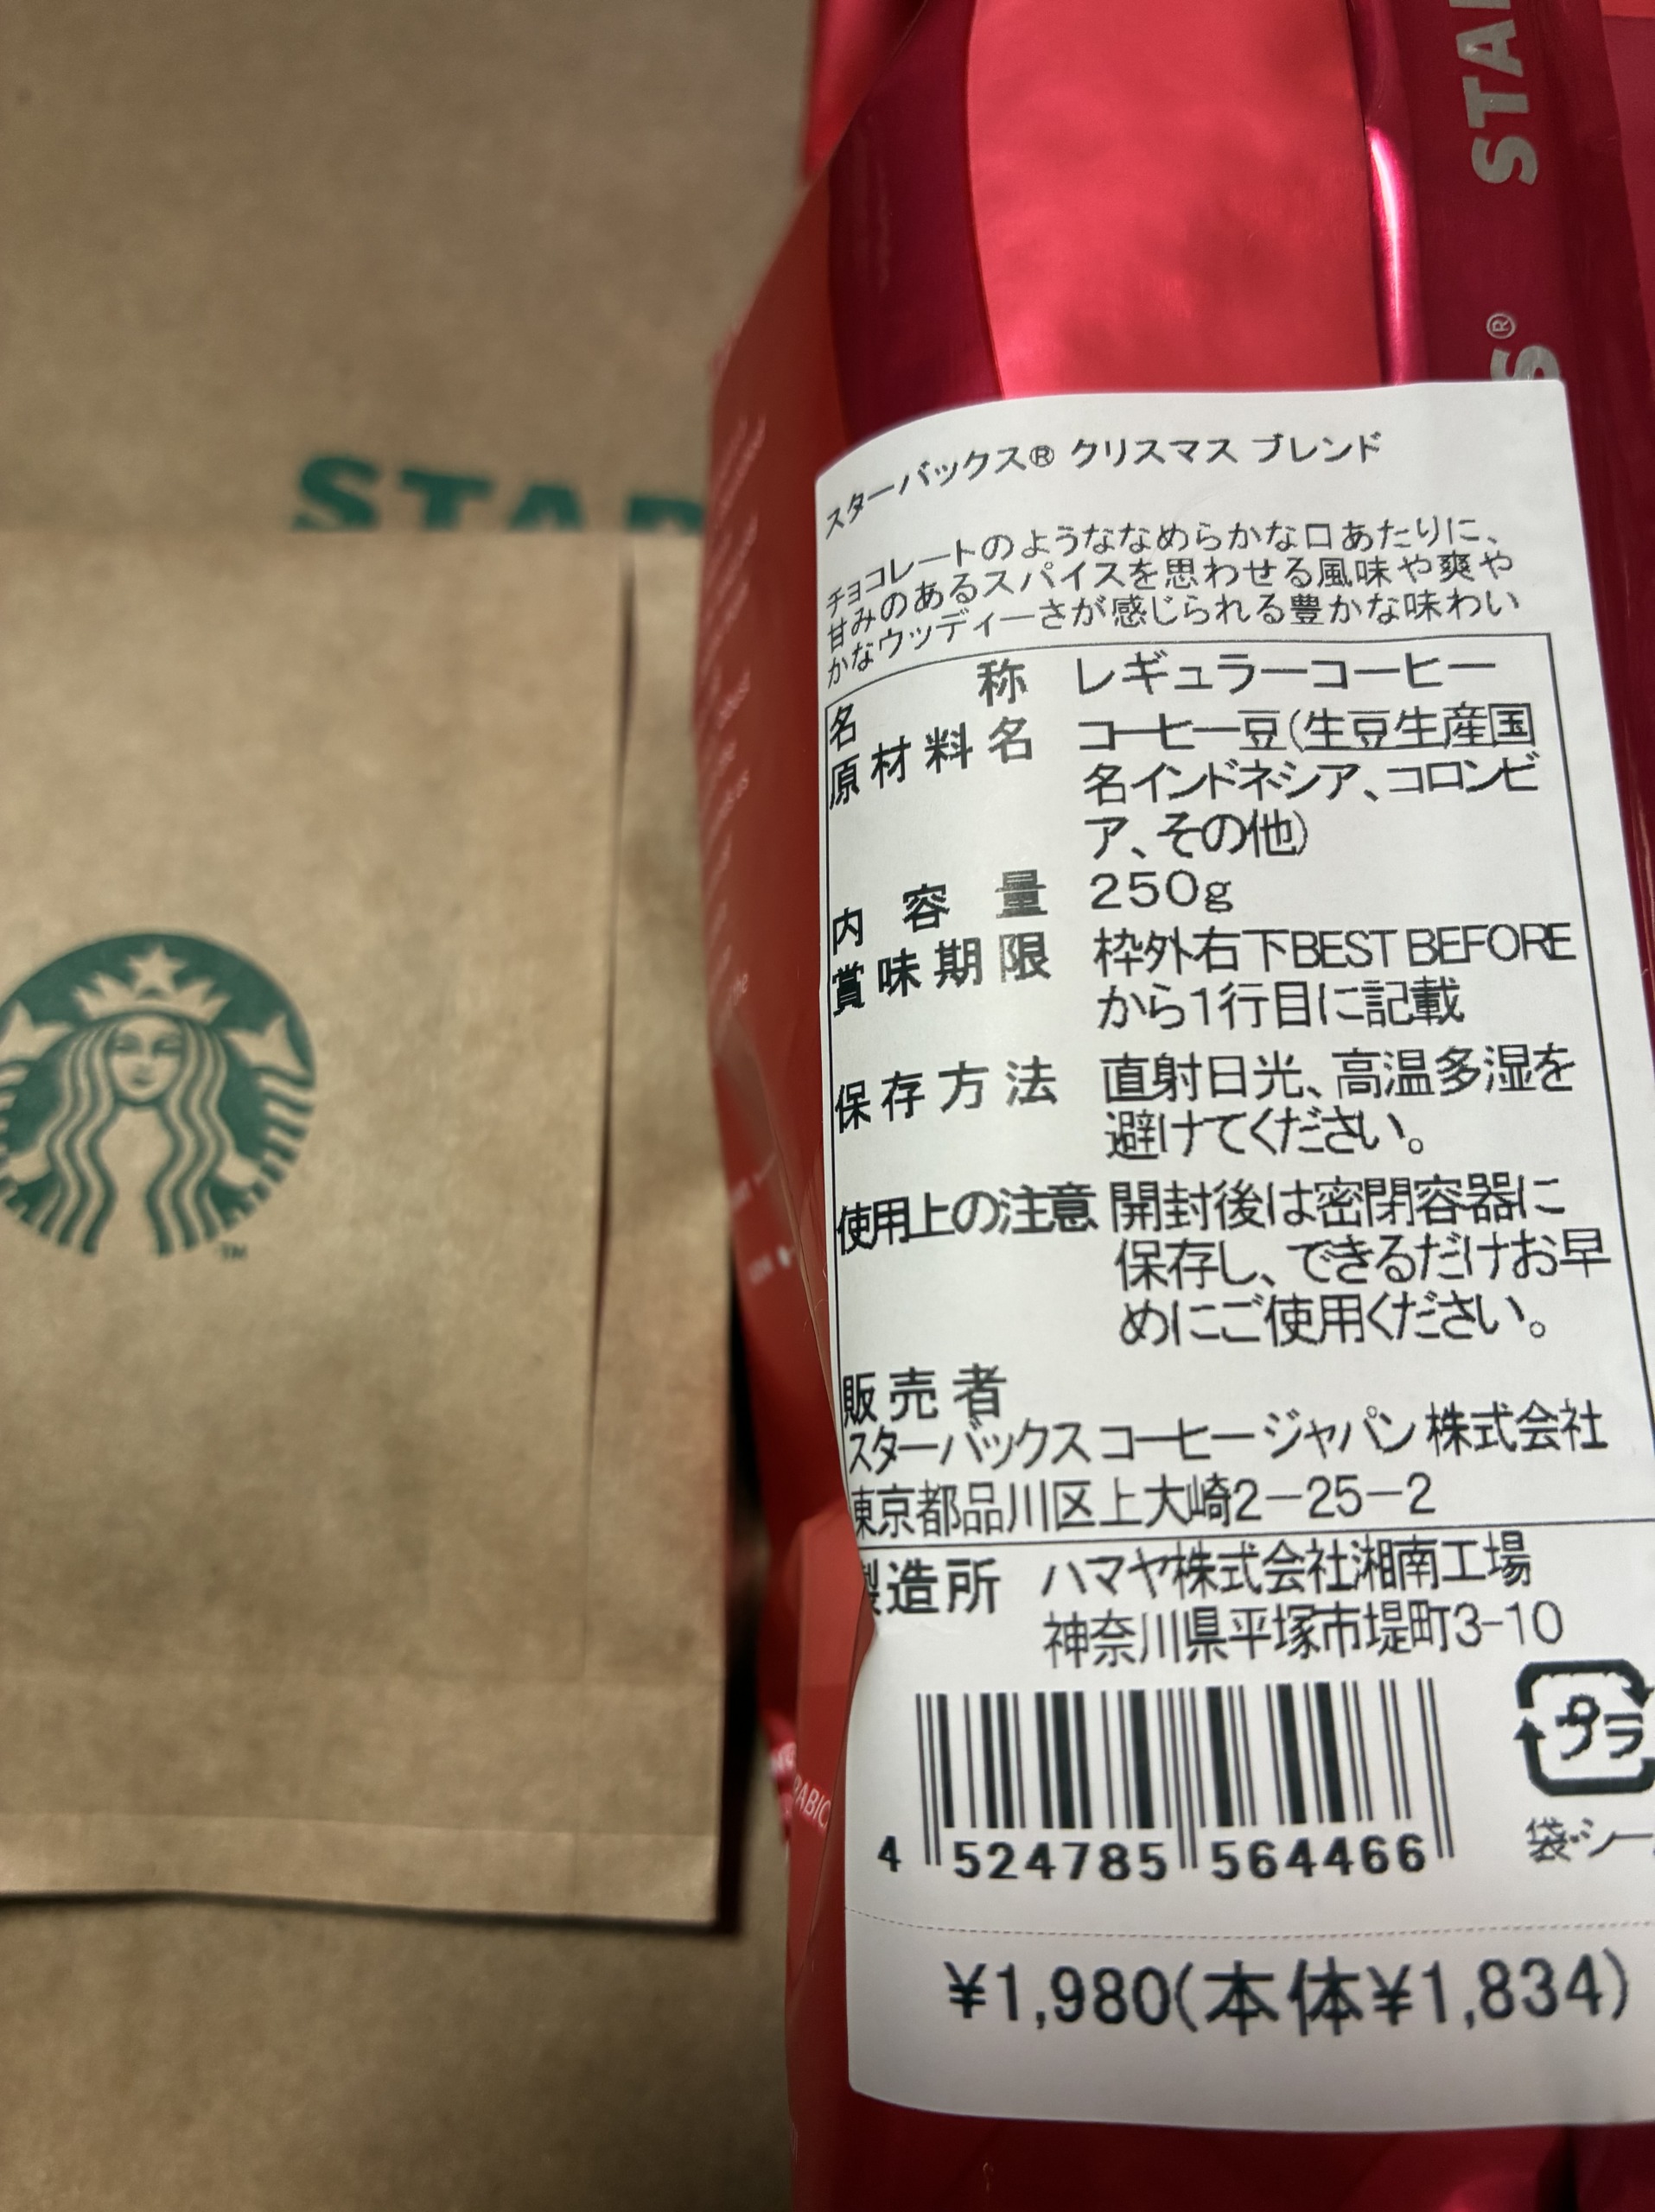 STA
S®
STAR
TM
スターバックス® クリスマス ブレンド
チョコレートのようななめらかな口あたりに、
甘みのあるスパイスを思わせる風味や爽や
かなウッディーさが感じられる豊かな味わい
名称 レギュラーコーヒー
原材料名 コーヒー豆(生豆生産国
名インドネシア、コロンビ
ア、その他)
内容量 250g
賞味期限 枠外右下BEST BEFORE
から1行目に記載
保存方法 直射日光、高温多湿を
避けてください。
使用上の注意 開封後は密閉容器に
保存し、できるだけお早
めにご使用ください。
販売者
スターバックス コーヒー ジャパン 株式会社
東京都品川区上大崎2-25-2
製造所 ハマヤ株式会社湘南工場
神奈川県平塚市堤町3-10
プラ
袋・シー
4 524785 564466
¥1,980(本体¥1,834)
RABIC